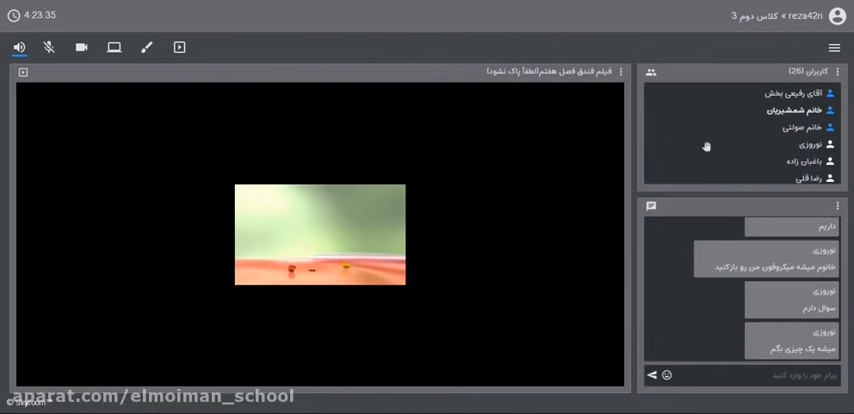 4:23:35
reza42ri » کلاس دوم 3
فیلم فندق فصل هفتم(لطفاً پاک نشود)
کاربران (26)
آقای رفیعی بخش
خانم شمشیریان
خانم صولتی
نوروزی
باغبان زاده
رضا قلی
داریم
نوروزی
خانوم میشه میکروفون من رو بازکنید
نوروزی
سوال دارم
نوروزی
میشه یک چیزی بگم
پیام خود را وارد کنید
aparat.com/elmoiman_school
© Skyroom™